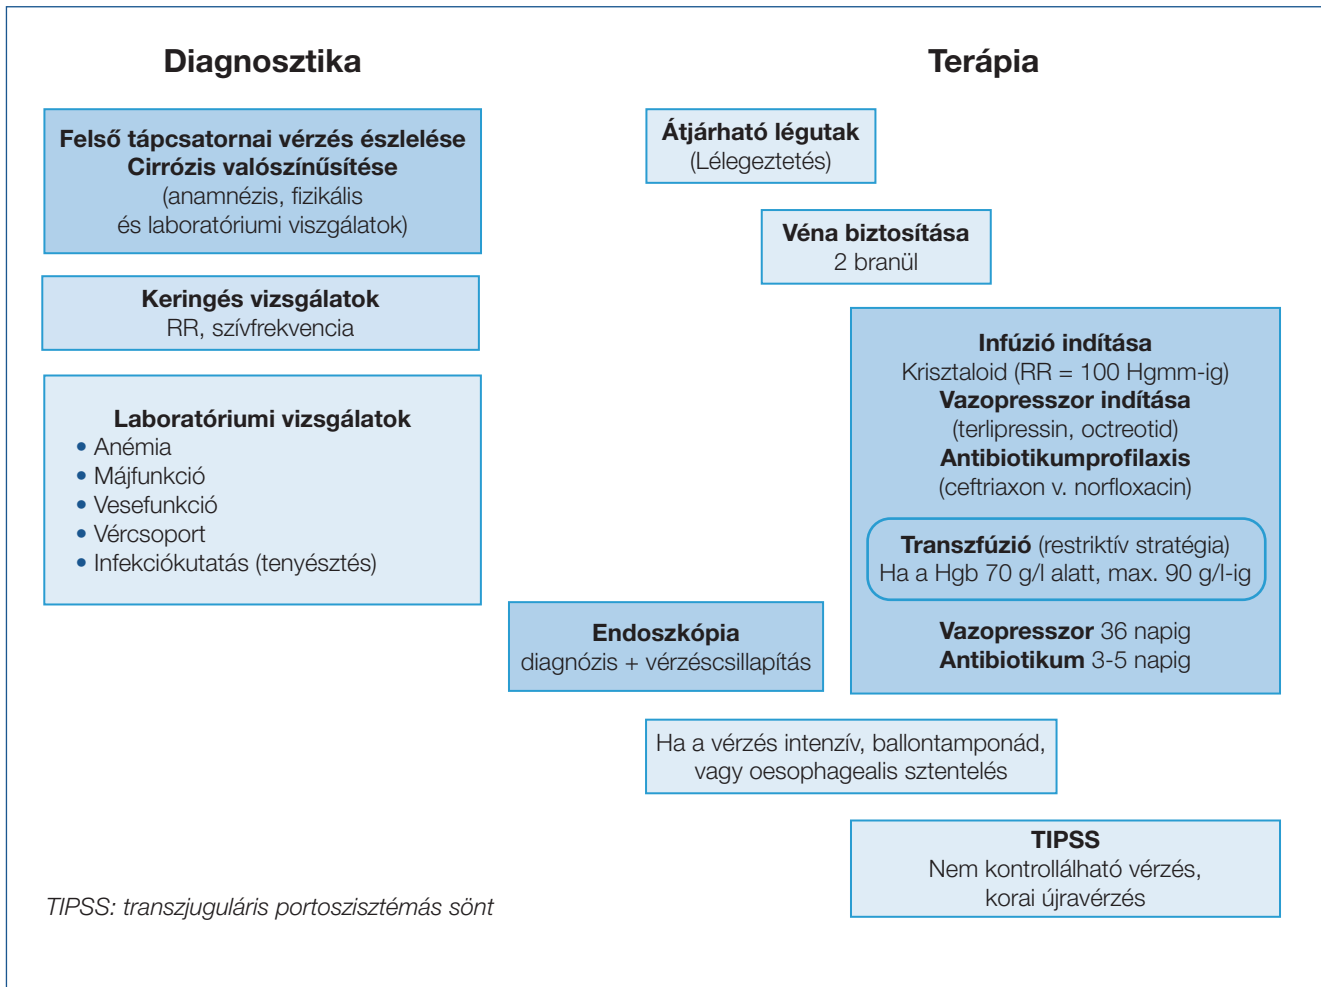 Diagnosztika
Felső tápcsatornai vérzés észlelése
Cirrózis valószínűsítése
(anamnézis, fizikális
és laboratóriumi viszgálatok)
Keringés vizsgálatok
RR, szívfrekvencia
Laboratóriumi vizsgálatok
• Anémia
• Májfunkció
• Vesefunkció
• Vércsoport
• Infekciókutatás (tenyésztés)
Terápia
Átjárható légutak
(Lélegeztetés)
Véna biztosítása
2 branül
Infúzió indítása
Krisztaloid (RR = 100 Hgmm-ig)
Vazopresszor indítása
(terlipressin, octreotid)
Antibiotikumprofilaxis
(ceftriaxon v. norfloxacin)
Transzfúzió (restriktív stratégia)
Ha a Hgb 70 g/l alatt, max. 90 g/l-ig
Vazopresszor 36 napig
Antibiotikum 3-5 napig
Endoszkópia
diagnózis + vérzéscsillapítás
Ha a vérzés intenzív, ballontamponád,
vagy oesophagealis sztentelés
TIPSS
Nem kontrollálható vérzés,
korai újravérzés
TIPSS: transzjuguláris portoszisztémás sönt